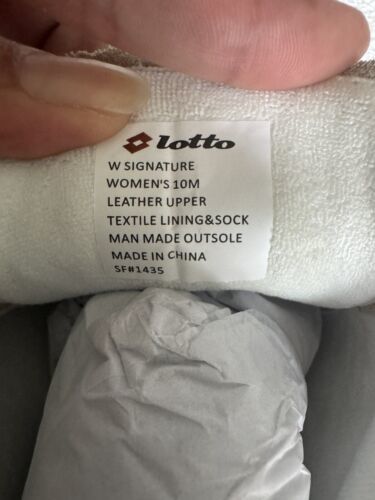 lotto
W SIGNATURE
WOMEN'S 10M
LEATHER UPPER
TEXTILE LINING&SOCK
MAN MADE OUTSOLE
MADE IN CHINA
SF#1435